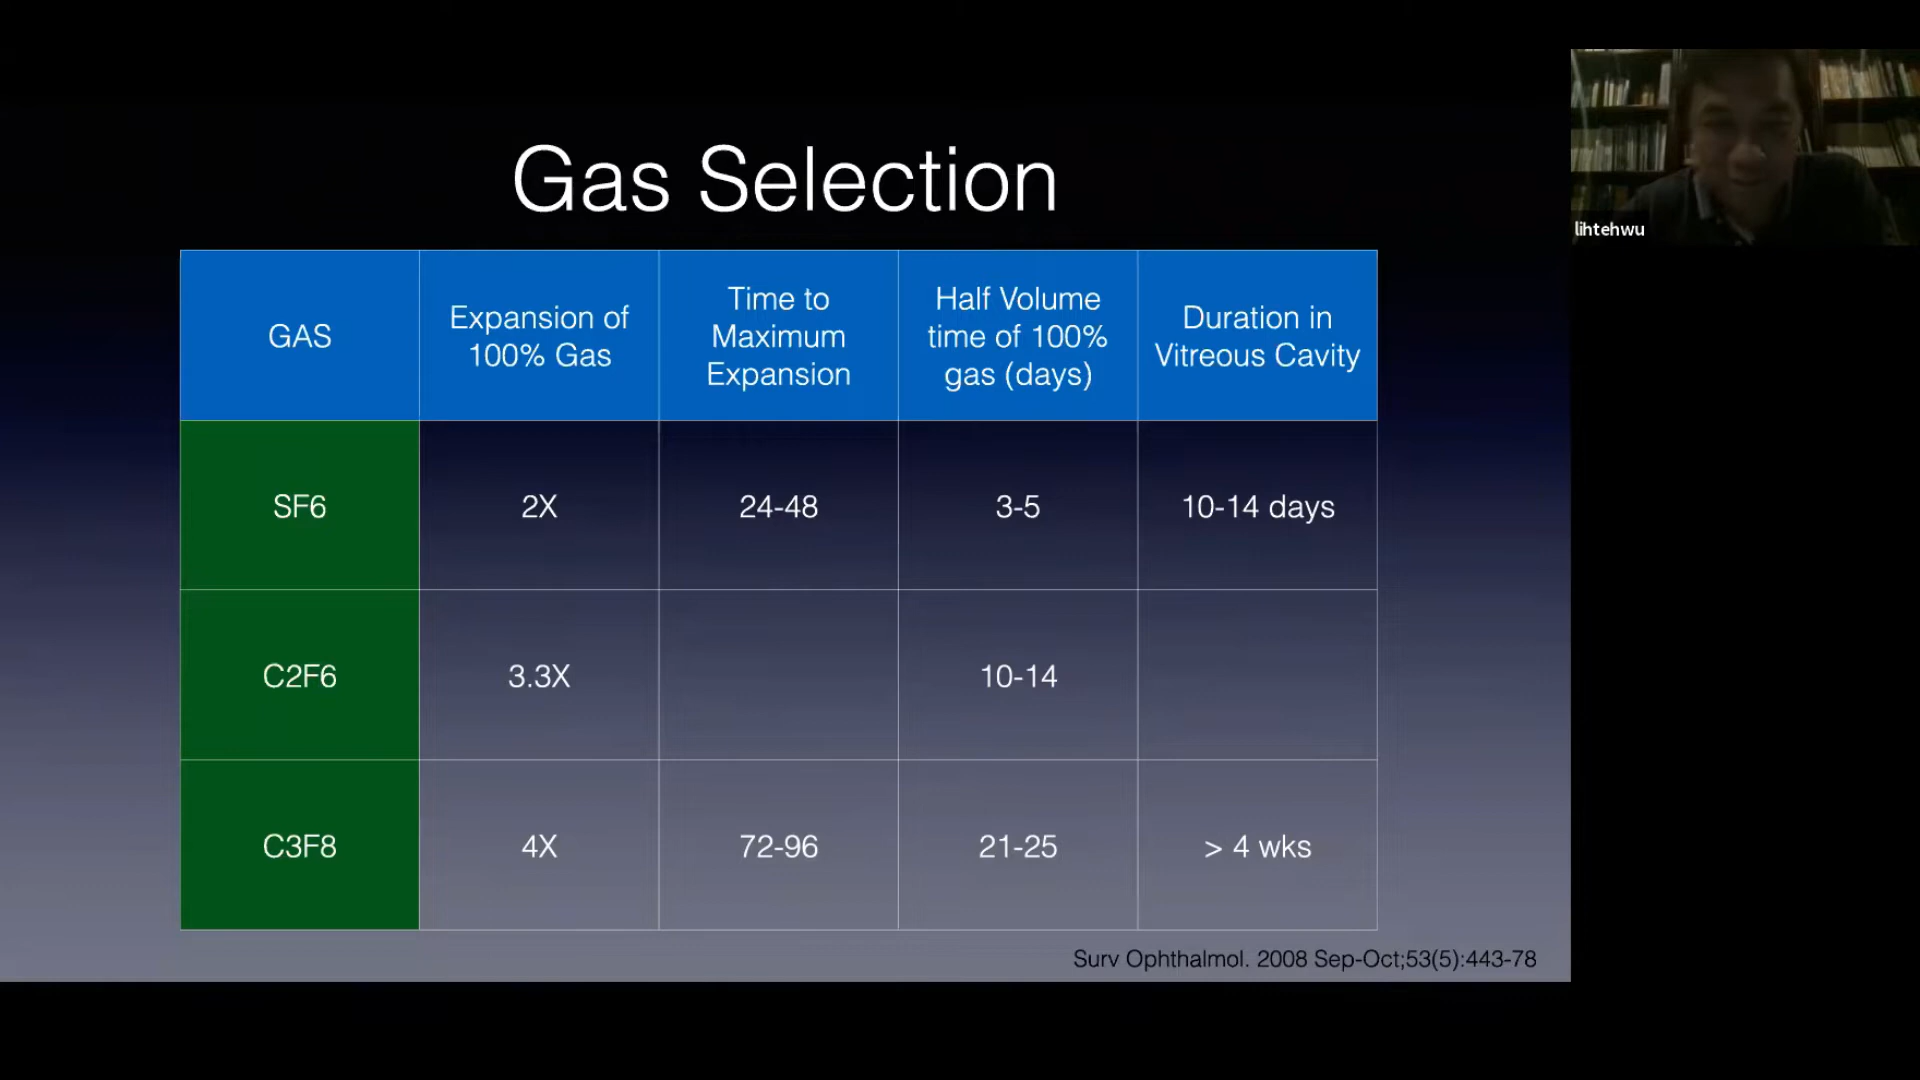 Gas Selection
lihtehwu
GAS
Expansion of
100% Gas
Time to
Maximum
Expansion
Half Volume
time of 100%
gas (days)
Duration in
Vitreous Cavity
SF6
2X
24-48
3-5
10-14 days
C2F6
3.3X
10-14
C3F8
4X
72-96
21-25
> 4 wks
Surv Ophthalmol. 2008 Sep-Oct;53(5):443-78